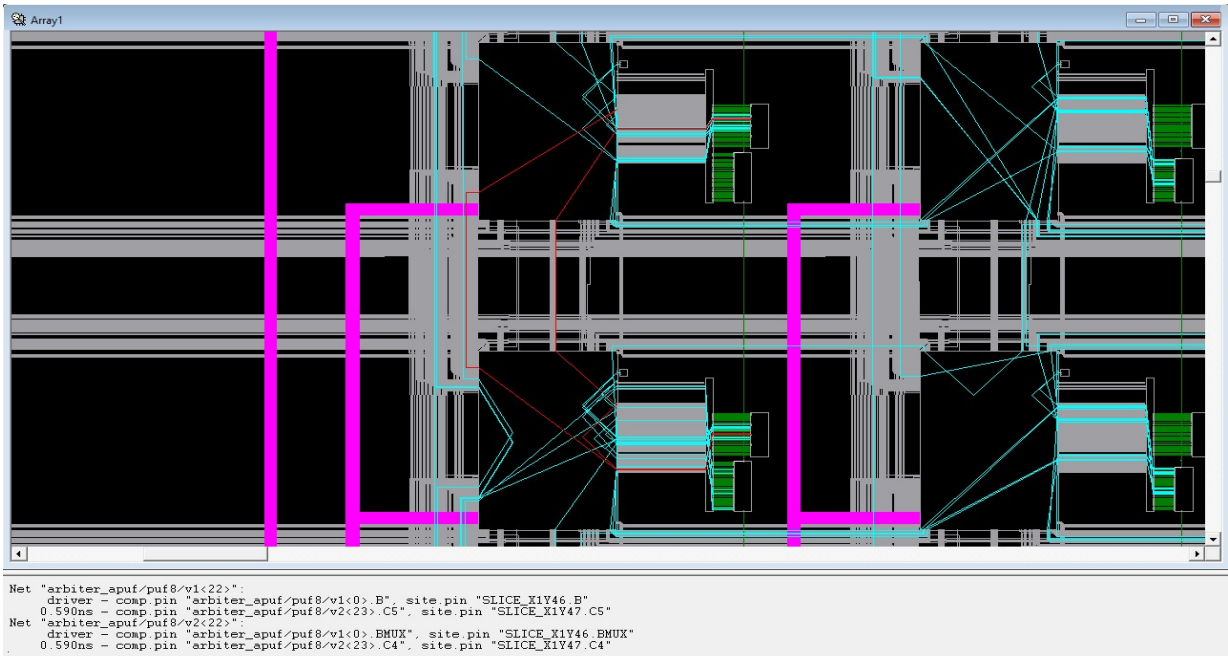 Array1
Net "arbiter_apuf/puf8/v1<22>":
driver - comp.pin "arbiter_apuf/puf8/v1<0>.B", site.pin "SLICE_X1Y46.B"
0.590ns - comp.pin "arbiter_apuf/puf8/v2<23>.C5", site.pin "SLICE_X1Y47.C5"
Net "arbiter_apuf/puf8/v2<22>":
driver - comp.pin "arbiter_apuf/puf8/v1<0>.BMUX", site.pin "SLICE_X1Y46.BMUX"
0.590ns - comp.pin "arbiter_apuf/puf8/v2<23>.C4", site.pin "SLICE_X1Y47.C4"